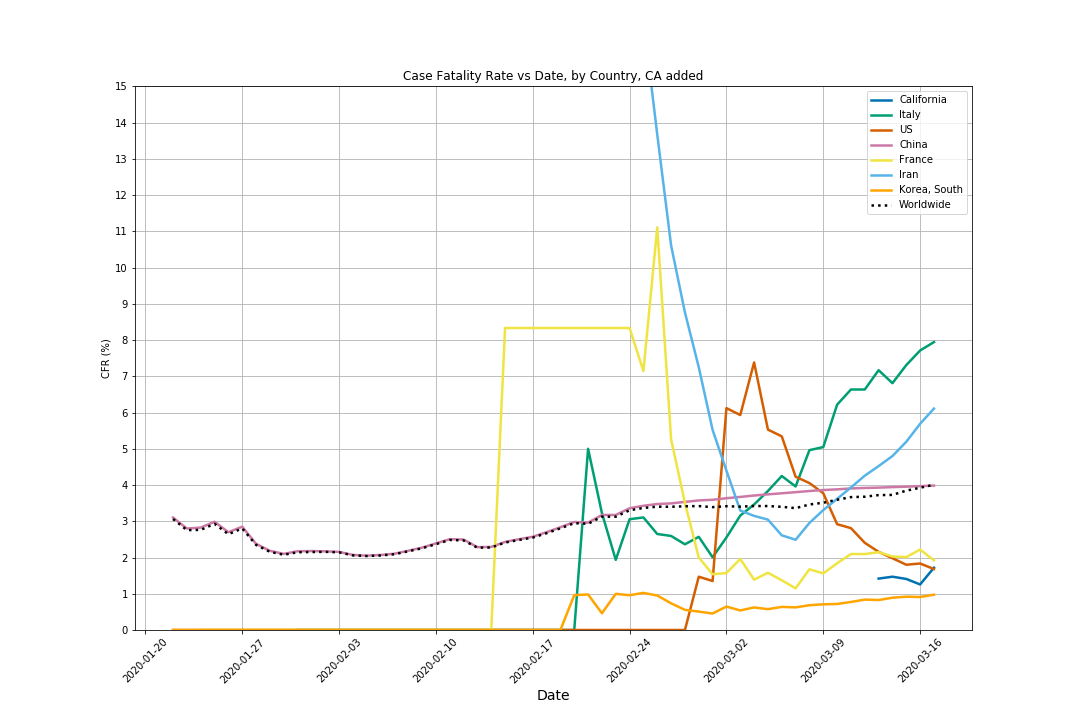 Case Fatality Rate vs Date, by Country, CA added
15
14
13
12
11
10
9
8
7
6
5
4
3
2
1
0
CFR (%)
California
Italy
US
China
France
Iran
Korea, South
Worldwide
2020-01-20
2020-01-27
2020-02-03
2020-02-10
2020-02-17
2020-02-24
2020-03-02
2020-03-09
2020-03-16
Date